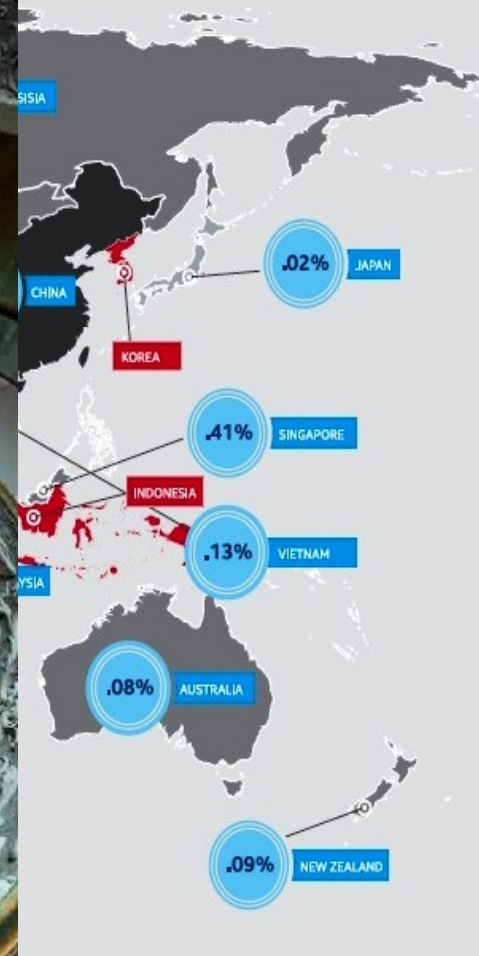 SISIA
.02%
JAPAN
CHINA
KOREA
.41%
SINGAPORE
INDONESIA
.13%
VIETNAM
YSIA
.08%
AUSTRALIA
.09%
NEW ZEALAND